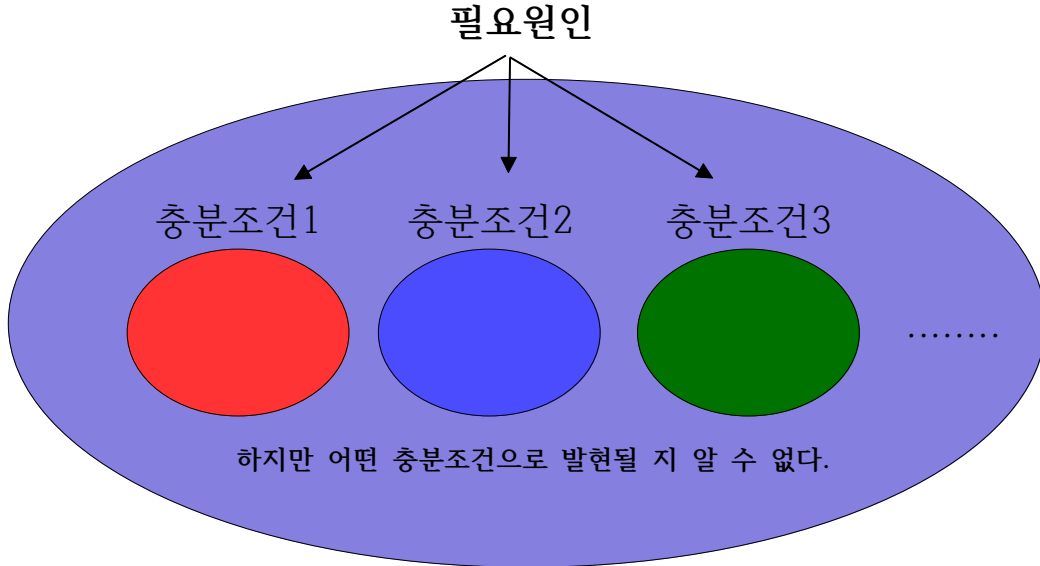 필요원인
충분조건1 충분조건2 충분조건3
........
하지만 어떤 충분조건으로 발현될 지 알 수 없다.